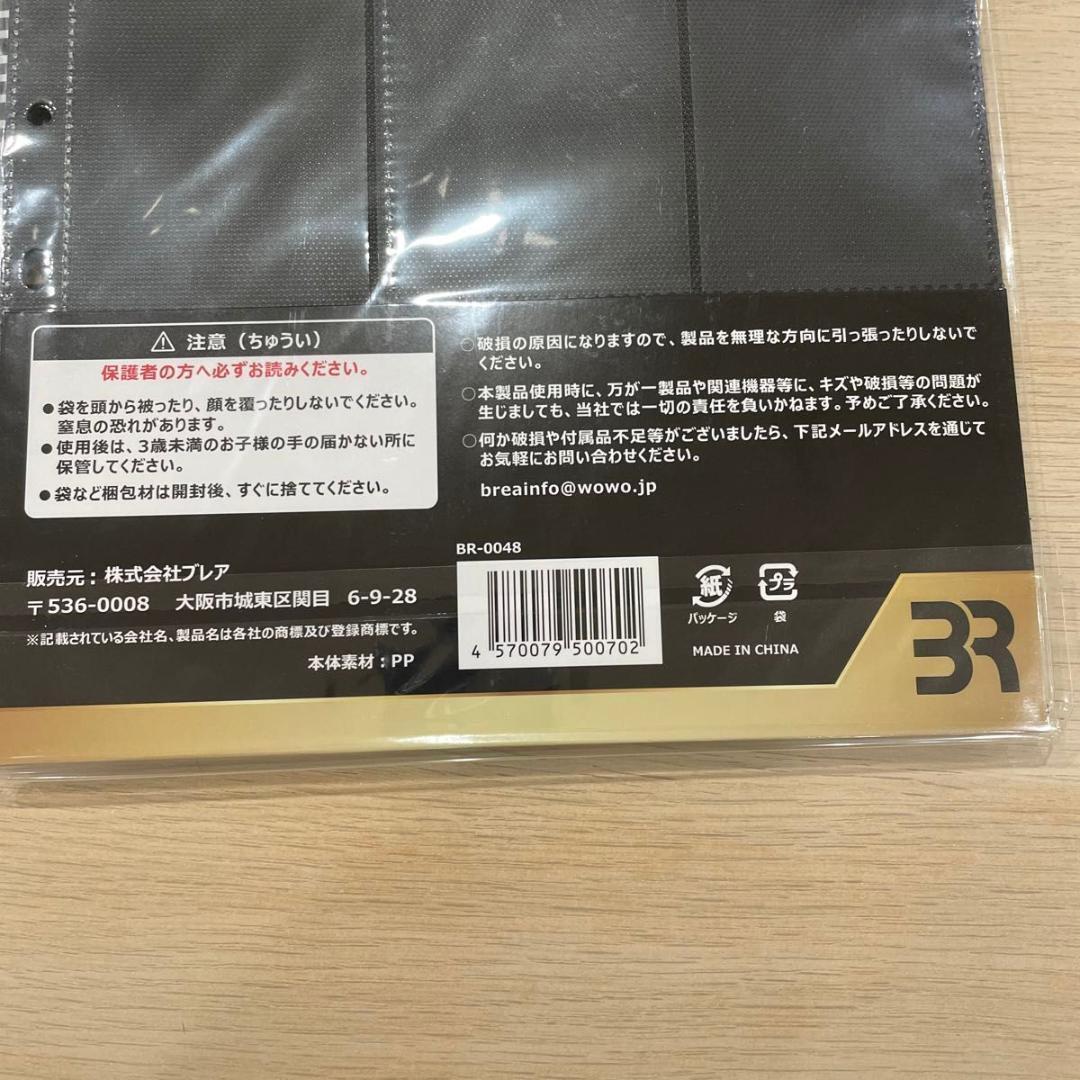 ⚠ 注意（ちゅうい）
保護者の方へ必ずお読みください。
●袋を頭から被ったり、顔を覆ったりしないでください。
窒息の恐れがあります。
●使用後は、3歳未満のお子様の手の届かない所に
保管してください。
●袋など梱包材は開封後、すぐに捨ててください。
○破損の原因になりますので、製品を無理な方向に引っ張ったりしないで
ください。
○本製品使用時に、万が一製品や関連機器等に、キズや破損等の問題が
生じましても、当社では一切の責任を負いかねます。予めご了承ください。
○何か破損や付属品不足等がございましたら、下記メールアドレスを通じて
お気軽にお問い合わせください。
breainfo@wowo.jp
販売元：株式会社ブレア
〒536-0008 大阪市城東区関目 6-9-28
※記載されている会社名、製品名は各社の商標及び登録商標です。
本体素材：PP
BR-0048
4 570079 500702
紙
パッケージ
プラ
袋
MADE IN CHINA
BR